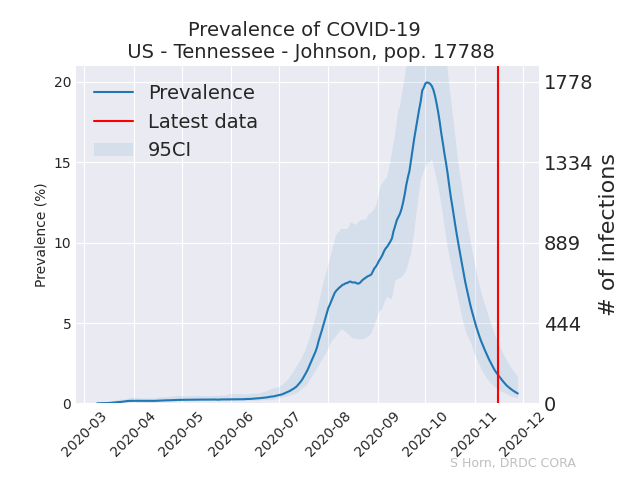 Prevalence of COVID-19
US - Tennessee - Johnson, pop. 17788
Prevalence
Latest data
95CI
Prevalence (%)
20
15
10
5
0
1778
1334
889
444
0
# of infections
2020-03
2020-04
2020-05
2020-06
2020-07
2020-08
2020-09
2020-10
2020-11
2020-12
S Horn, DRDC CORA